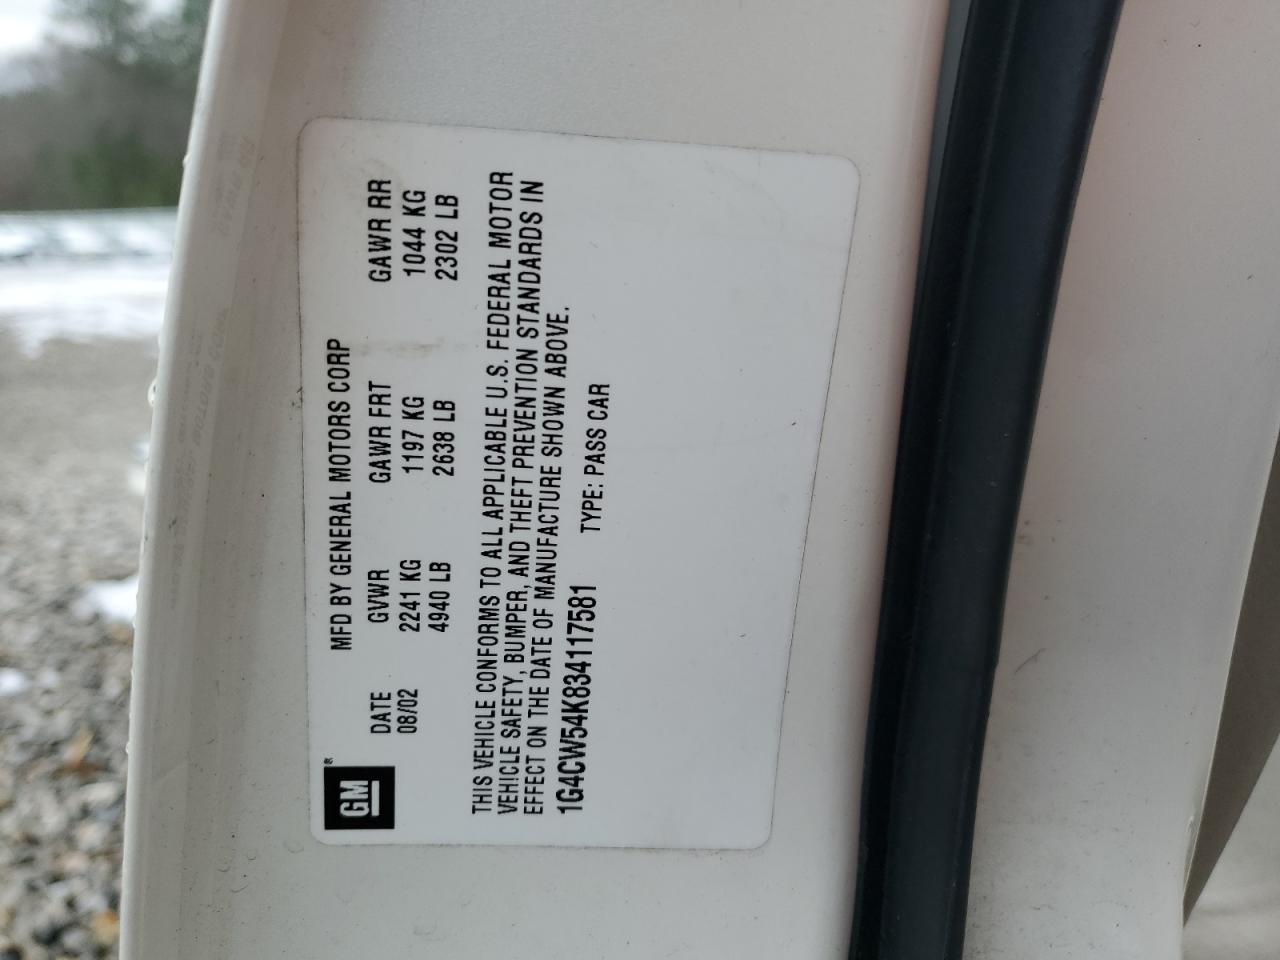 GM®
MFD BY GENERAL MOTORS CORP
DATE GVWR GAWR FRT GAWR RR
08/02 2241 KG 1197 KG 1044 KG
4940 LB 2638 LB 2302 LB
THIS VEHICLE CONFORMS TO ALL APPLICABLE U.S. FEDERAL MOTOR
VEHICLE SAFETY, BUMPER, AND THEFT PREVENTION STANDARDS IN
EFFECT ON THE DATE OF MANUFACTURE SHOWN ABOVE.
1G4CW54K834117581 TYPE: PASS CAR